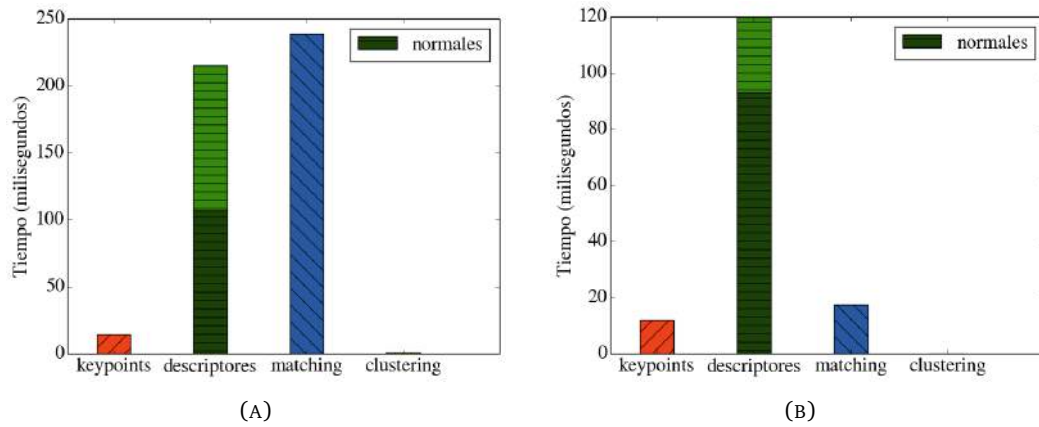 250
200
150
100
50
0
Tiempo (milisegundos)
normales
keypoints descriptores matching clustering
(A)
120
100
80
60
40
20
0
Tiempo (milisegundos)
normales
keypoints descriptores matching clustering
(B)